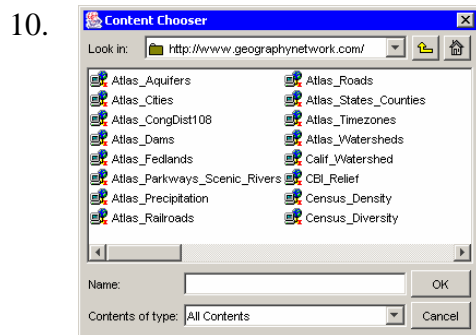 10.
Content Chooser
Look in: http://www.geographynetwork.com/
Atlas_Aquifers
Atlas_Cities
Atlas_CongDist108
Atlas_Dams
Atlas_Fedlands
Atlas_Parkways_Scenic_Rivers
Atlas_Precipitation
Atlas_Railroads
Atlas_Roads
Atlas_States_Counties
Atlas_Timezones
Atlas_Watersheds
Calif_Watershed
CBI_Relief
Census_Density
Census_Diversity
Name: OK
Contents of type: All Contents Cancel